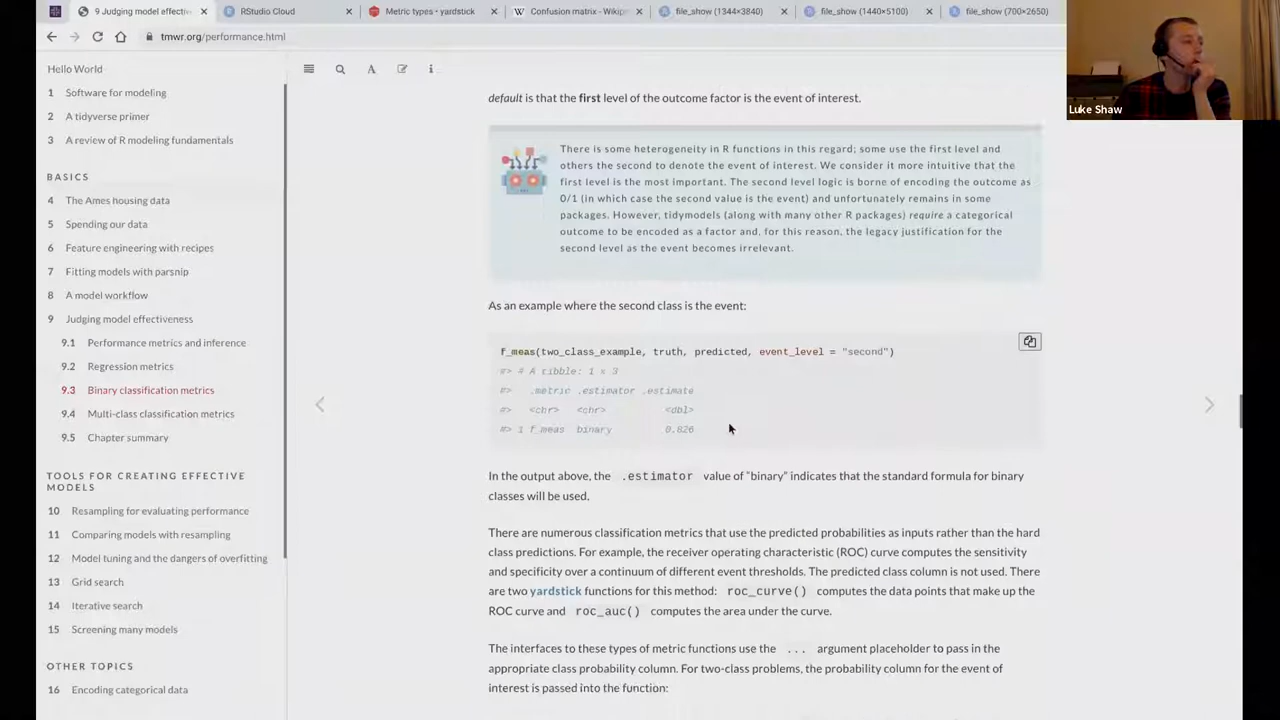 9 Judging model effectiv
RStudio Cloud
Metric types • yardstick
Confusion matrix - Wikip
file_show (1344×3840)
file_show (1440×5100)
file_show (700×2650)
tmwr.org/performance.html
Luke Shaw
Hello World
1 Software for modeling
2 A tidyverse primer
3 A review of R modeling fundamentals
BASICS
4 The Ames housing data
5 Spending our data
6 Feature engineering with recipes
7 Fitting models with parsnip
8 A model workflow
9 Judging model effectiveness
9.1 Performance metrics and inference
9.2 Regression metrics
9.3 Binary classification metrics
9.4 Multi-class classification metrics
9.5 Chapter summary
TOOLS FOR CREATING EFFECTIVE
MODELS
10 Resampling for evaluating performance
11 Comparing models with resampling
12 Model tuning and the dangers of overfitting
13 Grid search
14 Iterative search
15 Screening many models
OTHER TOPICS
16 Encoding categorical data
default is that the first level of the outcome factor is the event of interest.
There is some heterogeneity in R functions in this regard; some use the first level and
others the second to denote the event of interest. We consider it more intuitive that the
first level is the most important. The second level logic is borne of encoding the outcome as
0/1 (in which case the second value is the event) and unfortunately remains in some
packages. However, tidymodels (along with many other R packages) require a categorical
outcome to be encoded as a factor and, for this reason, the legacy justification for the
second level as the event becomes irrelevant.
As an example where the second class is the event:
f_meas(two_class_example, truth, predicted, event_level = "second")
#> # A tibble: 1 x 3
#> .metric .estimator .estimate
#> <chr> <chr> <dbl>
#> 1 f_meas binary 0.826
In the output above, the .estimator value of "binary" indicates that the standard formula for binary
classes will be used.
There are numerous classification metrics that use the predicted probabilities as inputs rather than the hard
class predictions. For example, the receiver operating characteristic (ROC) curve computes the sensitivity
and specificity over a continuum of different event thresholds. The predicted class column is not used. There
are two yardstick functions for this method: roc_curve() computes the data points that make up the
ROC curve and roc_auc() computes the area under the curve.
The interfaces to these types of metric functions use the ... argument placeholder to pass in the
appropriate class probability column. For two-class problems, the probability column for the event of
interest is passed into the function: